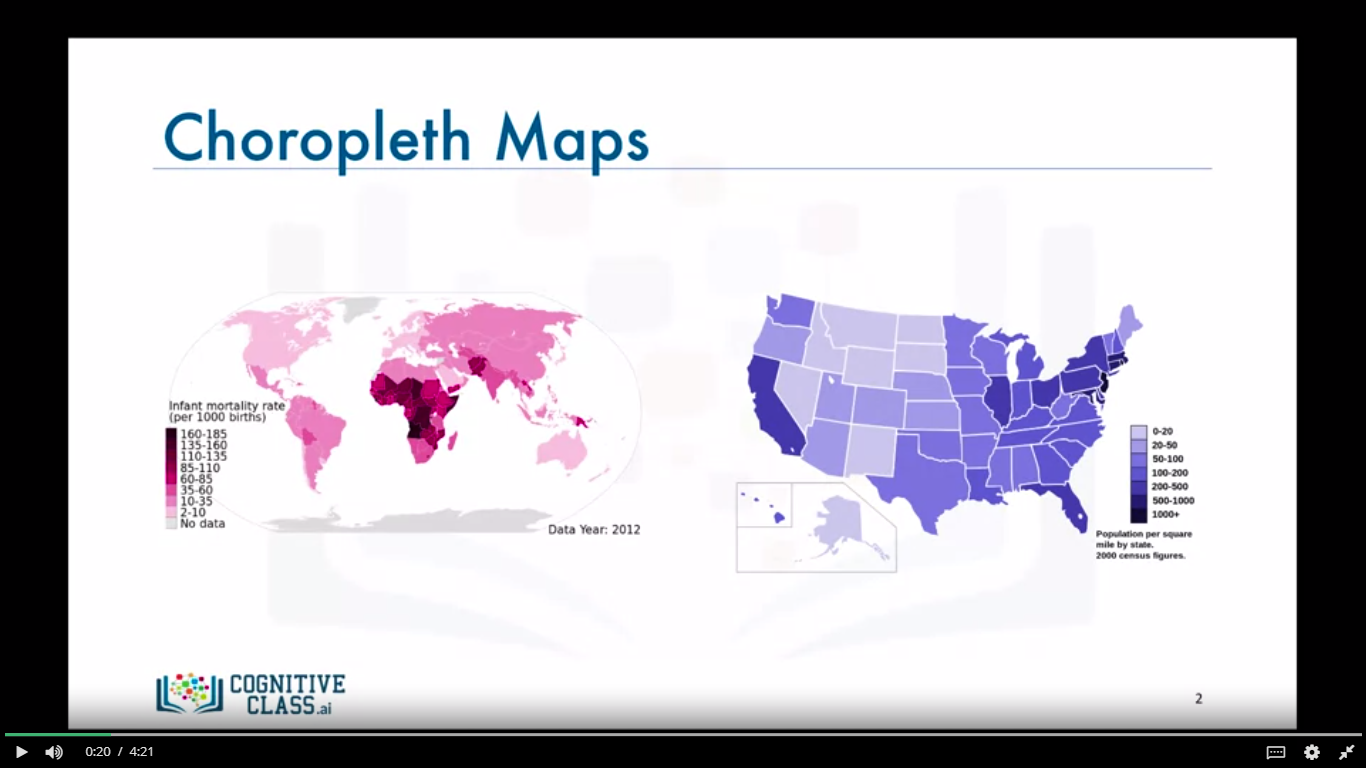 Choropleth Maps
Infant mortality rate
(per 1000 births)
160-185
135-160
110-135
85-110
60-85
35-60
10-35
2-10
No data
Data Year: 2012
0-20
20-50
50-100
100-200
200-500
500-1000
1000+
Population per square
mile by state.
2000 census figures.
COGNITIVE
CLASS.ai
2
0:20 / 4:21